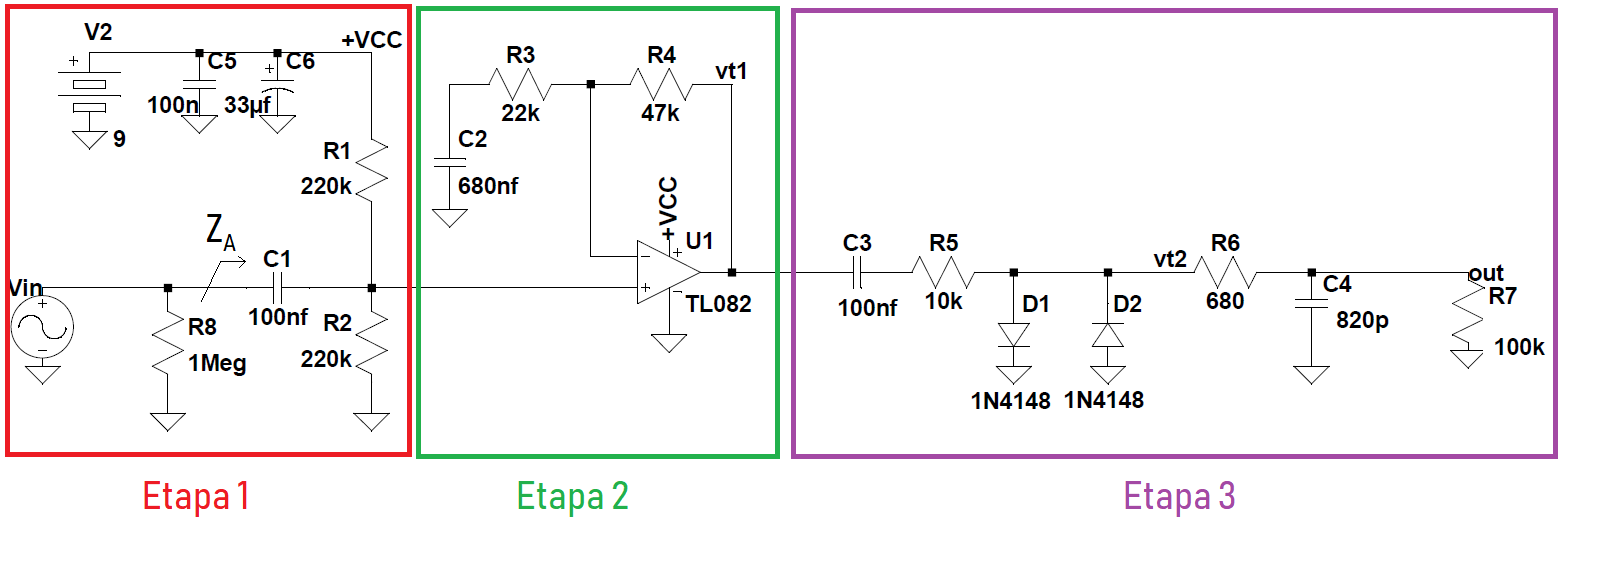 V2
+
9
C5
100n
+
C6
33µf
+VCC
R1
220k
ZA
C1
100nf
Vin
+
−
R8
1Meg
R2
220k
Etapa 1
R3
22k
R4
47k
vt1
C2
680nf
+VCC
U1
+
−
+
−
TL082
Etapa 2
C3
100nf
R5
10k
D1
1N4148
D2
1N4148
vt2
R6
680
C4
820p
out
R7
100k
Etapa 3